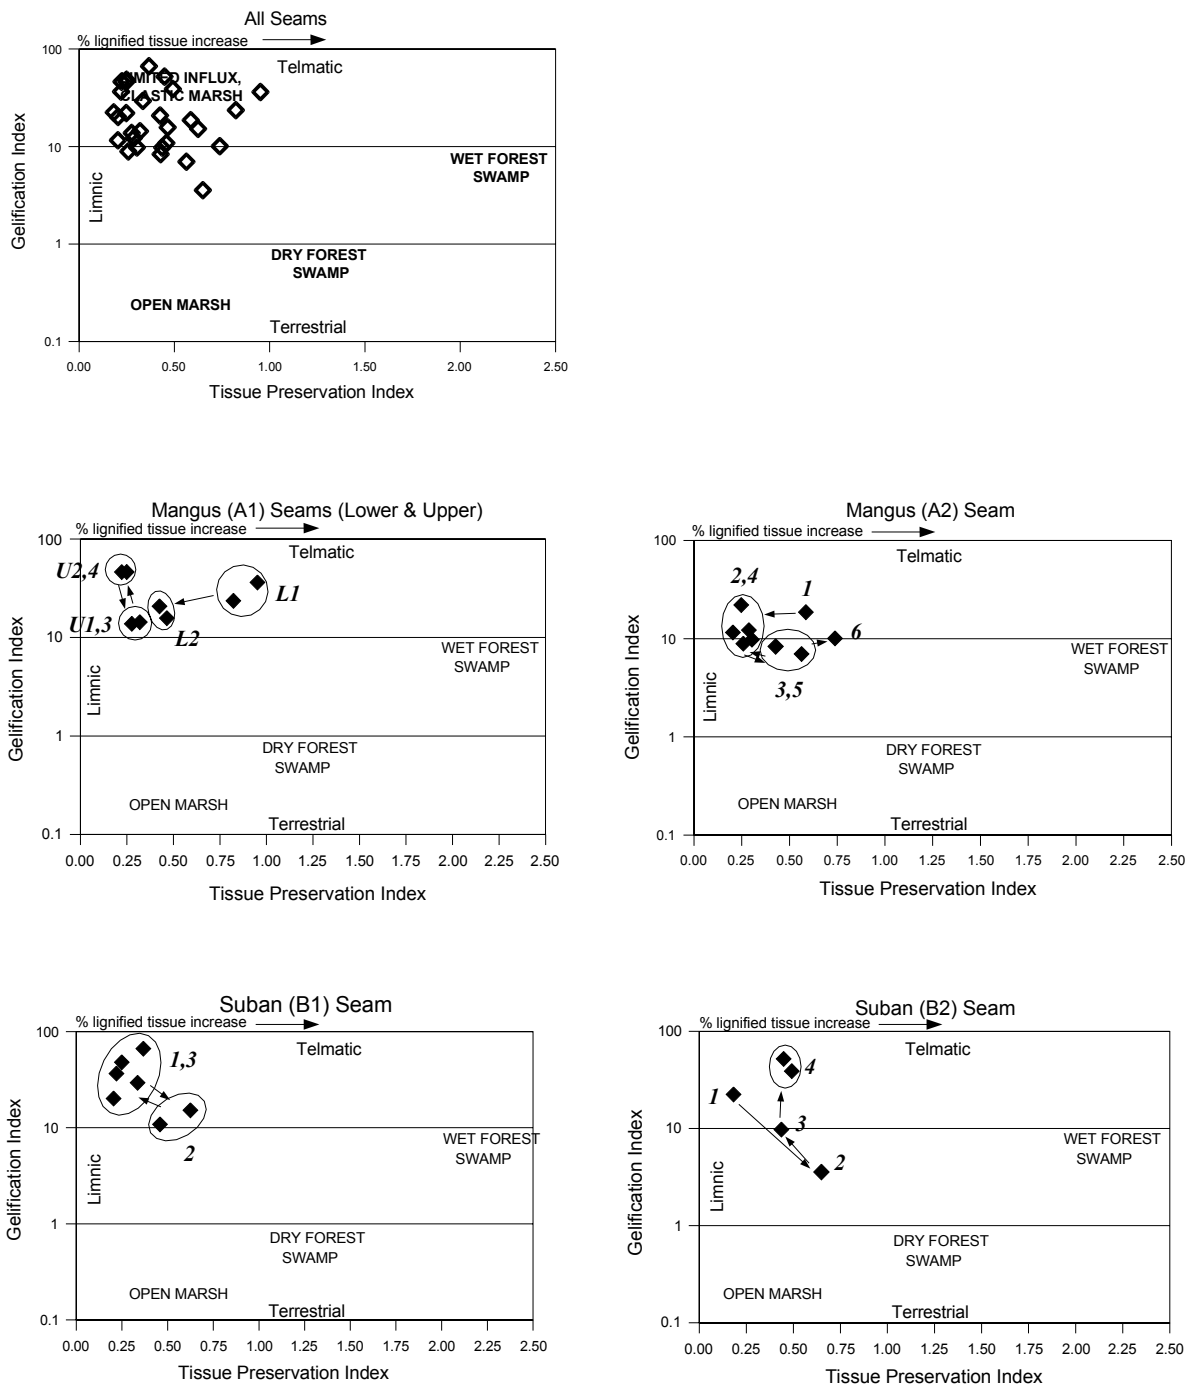 All Seams
% lignified tissue increase
100
10
1
0.1
Gelification Index
Telmatic
LIMITED INFLUX,
CLASTIC MARSH
WET FOREST
SWAMP
Limnic
DRY FOREST
SWAMP
OPEN MARSH
Terrestrial
0.00 0.50 1.00 1.50 2.00 2.50
Tissue Preservation Index
Mangus (A1) Seams (Lower & Upper)
% lignified tissue increase
100
10
1
0.1
Gelification Index
Telmatic
U2,4
L1
U1,3
L2
WET FOREST
SWAMP
Limnic
DRY FOREST
SWAMP
OPEN MARSH
Terrestrial
0.00 0.25 0.50 0.75 1.00 1.25 1.50 1.75 2.00 2.25 2.50
Tissue Preservation Index
Mangus (A2) Seam
% lignified tissue increase
100
10
1
0.1
Gelification Index
Telmatic
2,4
1
6
3,5
WET FOREST
SWAMP
Limnic
DRY FOREST
SWAMP
OPEN MARSH
Terrestrial
0.00 0.25 0.50 0.75 1.00 1.25 1.50 1.75 2.00 2.25 2.50
Tissue Preservation Index
Suban (B1) Seam
% lignified tissue increase
100
10
1
0.1
Gelification Index
Telmatic
1,3
2
WET FOREST
SWAMP
Limnic
DRY FOREST
SWAMP
OPEN MARSH
Terrestrial
0.00 0.25 0.50 0.75 1.00 1.25 1.50 1.75 2.00 2.25 2.50
Tissue Preservation Index
Suban (B2) Seam
% lignified tissue increase
100
10
1
0.1
Gelification Index
Telmatic
4
1
3
2
WET FOREST
SWAMP
Limnic
DRY FOREST
SWAMP
OPEN MARSH
Terrestrial
0.00 0.25 0.50 0.75 1.00 1.25 1.50 1.75 2.00 2.25 2.50
Tissue Preservation Index